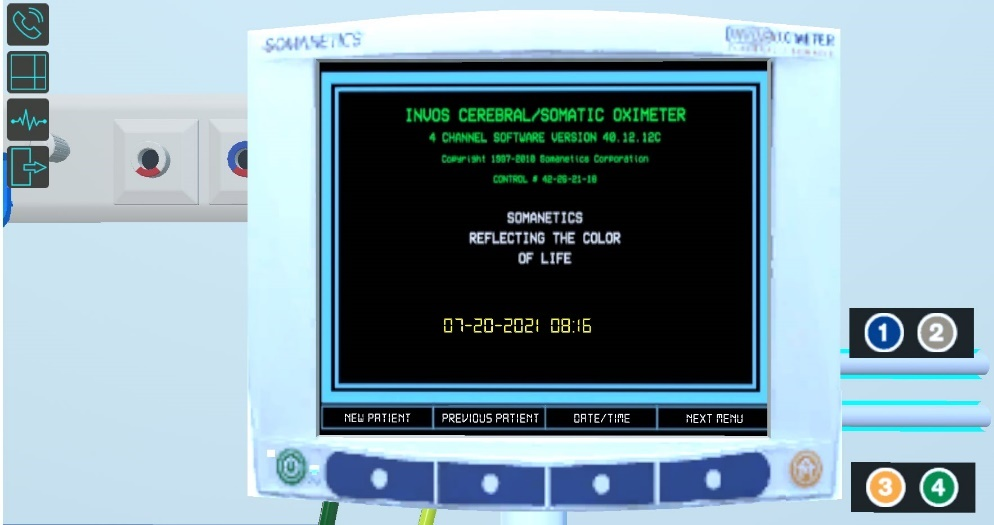 SOMANETICS
OXIMETER
INVOS CEREBRAL/SOMATIC OXIMETER
4 CHANNEL SOFTWARE VERSION 40.12.12C
Copyright 1997-2010 Somanetics Corporation
CONTROL # 42-26-21-18
SOMANETICS
REFLECTING THE COLOR
OF LIFE
07-20-2021 08:16
NEW PATIENT PREVIOUS PATIENT DATE/TIME NEXT MENU
1 2
3 4